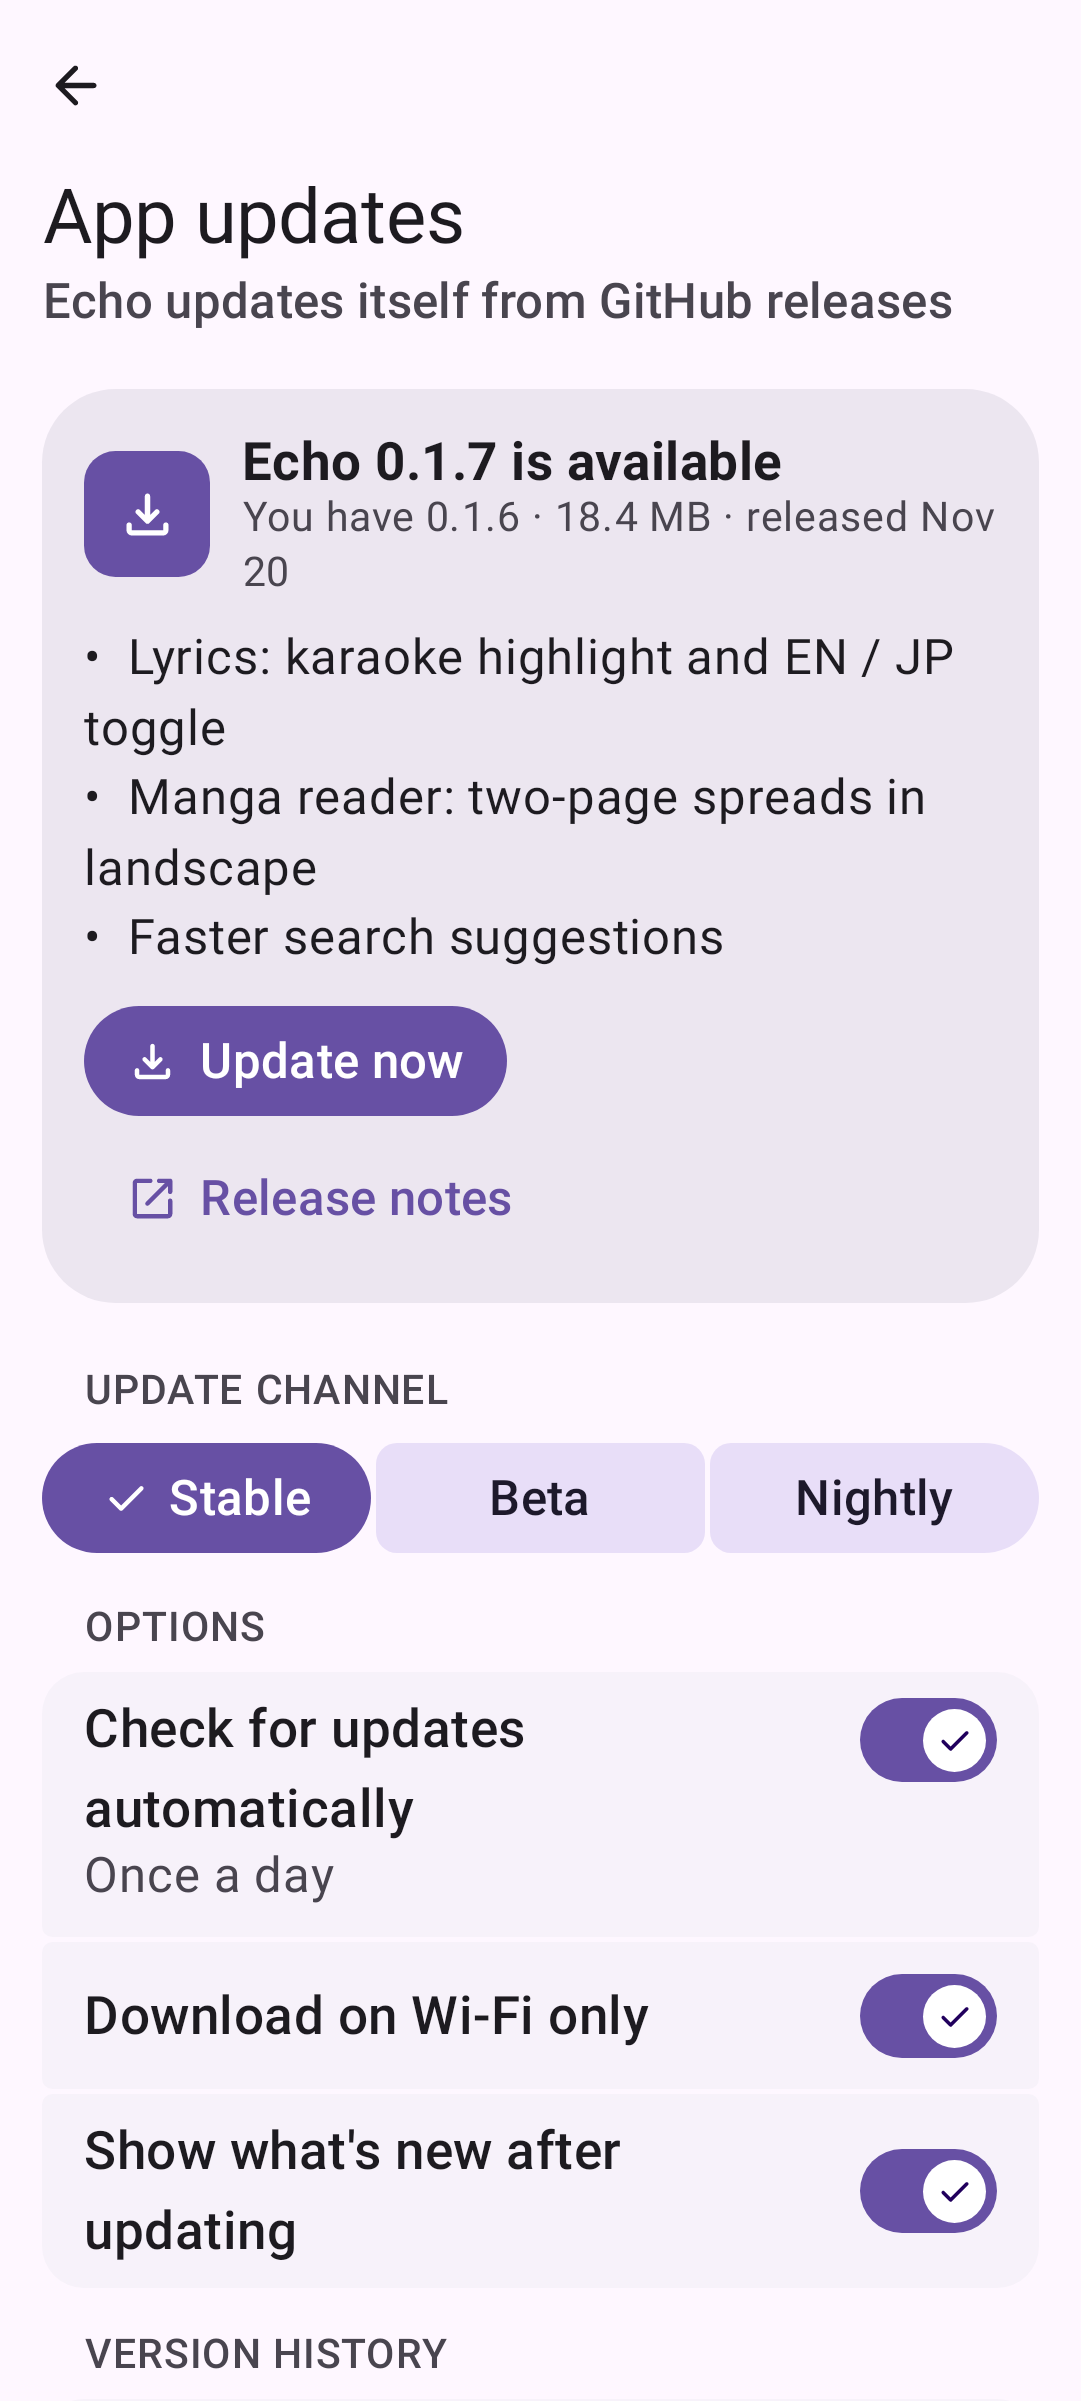 App updates
Echo updates itself from GitHub releases
Echo 0.1.7 is available
You have 0.1.6 · 18.4 MB · released Nov
20
• Lyrics: karaoke highlight and EN / JP
toggle
• Manga reader: two-page spreads in
landscape
• Faster search suggestions
Update now
Release notes
UPDATE CHANNEL
Stable
Beta
Nightly
OPTIONS
Check for updates
automatically
Once a day
Download on Wi-Fi only
Show what's new after
updating
VERSION HISTORY